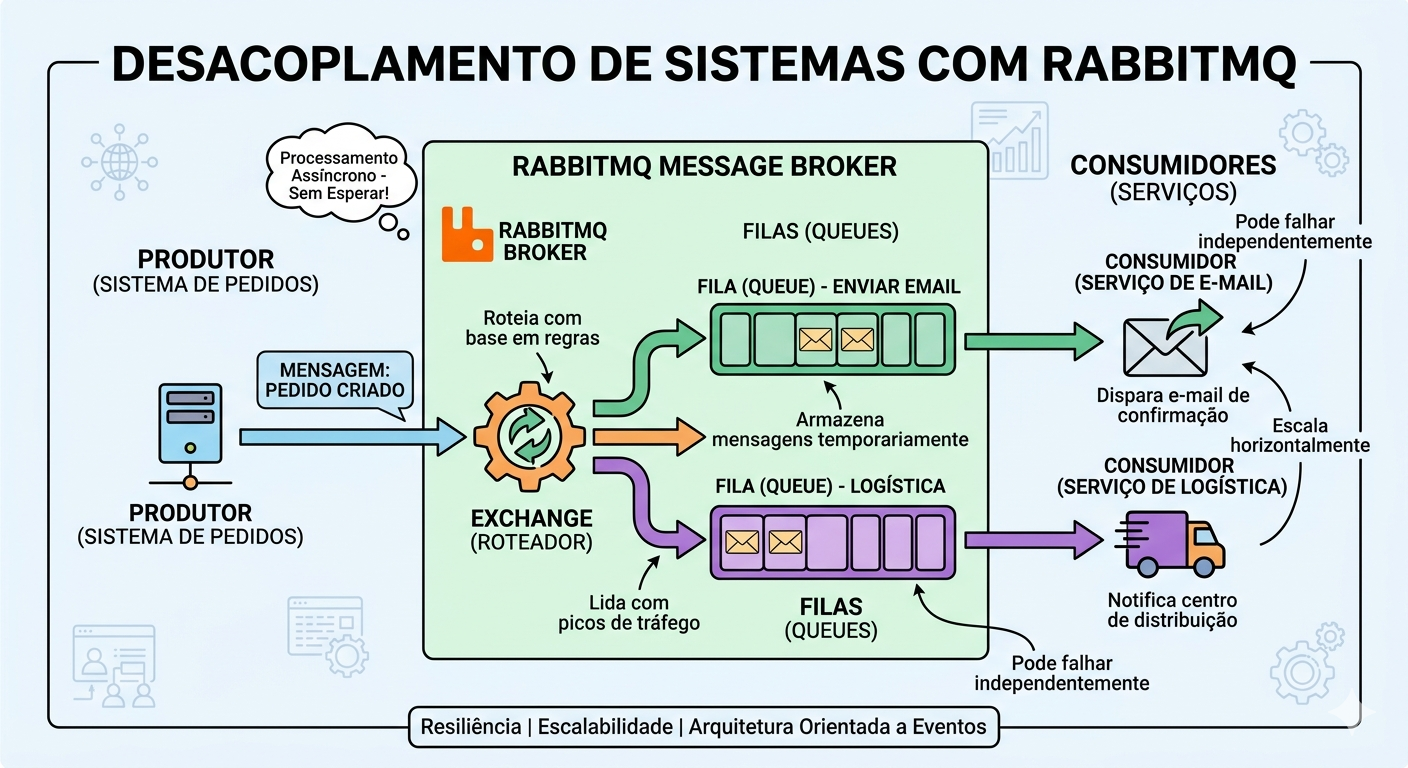 DESACOPLAMENTO DE SISTEMAS COM RABBITMQ
Processamento
Assíncrono -
Sem Esperar!
PRODUTOR
(SISTEMA DE PEDIDOS)
MENSAGEM:
PEDIDO CRIADO
PRODUTOR
(SISTEMA DE PEDIDOS)
RABBITMQ MESSAGE BROKER
RABBITMQ
BROKER
FILAS (QUEUES)
Roteia com
base em regras
EXCHANGE
(ROTEADOR)
FILA (QUEUE) - ENVIAR EMAIL
Armazena
mensagens temporariamente
FILA (QUEUE) - LOGÍSTICA
Lida com
picos de tráfego
FILAS
(QUEUES)
CONSUMIDORES
(SERVIÇOS)
Pode falhar
independentemente
CONSUMIDOR
(SERVIÇO DE E-MAIL)
Dispara e-mail de
confirmação
Escala
horizontalmente
CONSUMIDOR
(SERVIÇO DE LOGÍSTICA)
Notifica centro
de distribuição
Pode falhar
independentemente
Resiliência | Escalabilidade | Arquitetura Orientada a Eventos